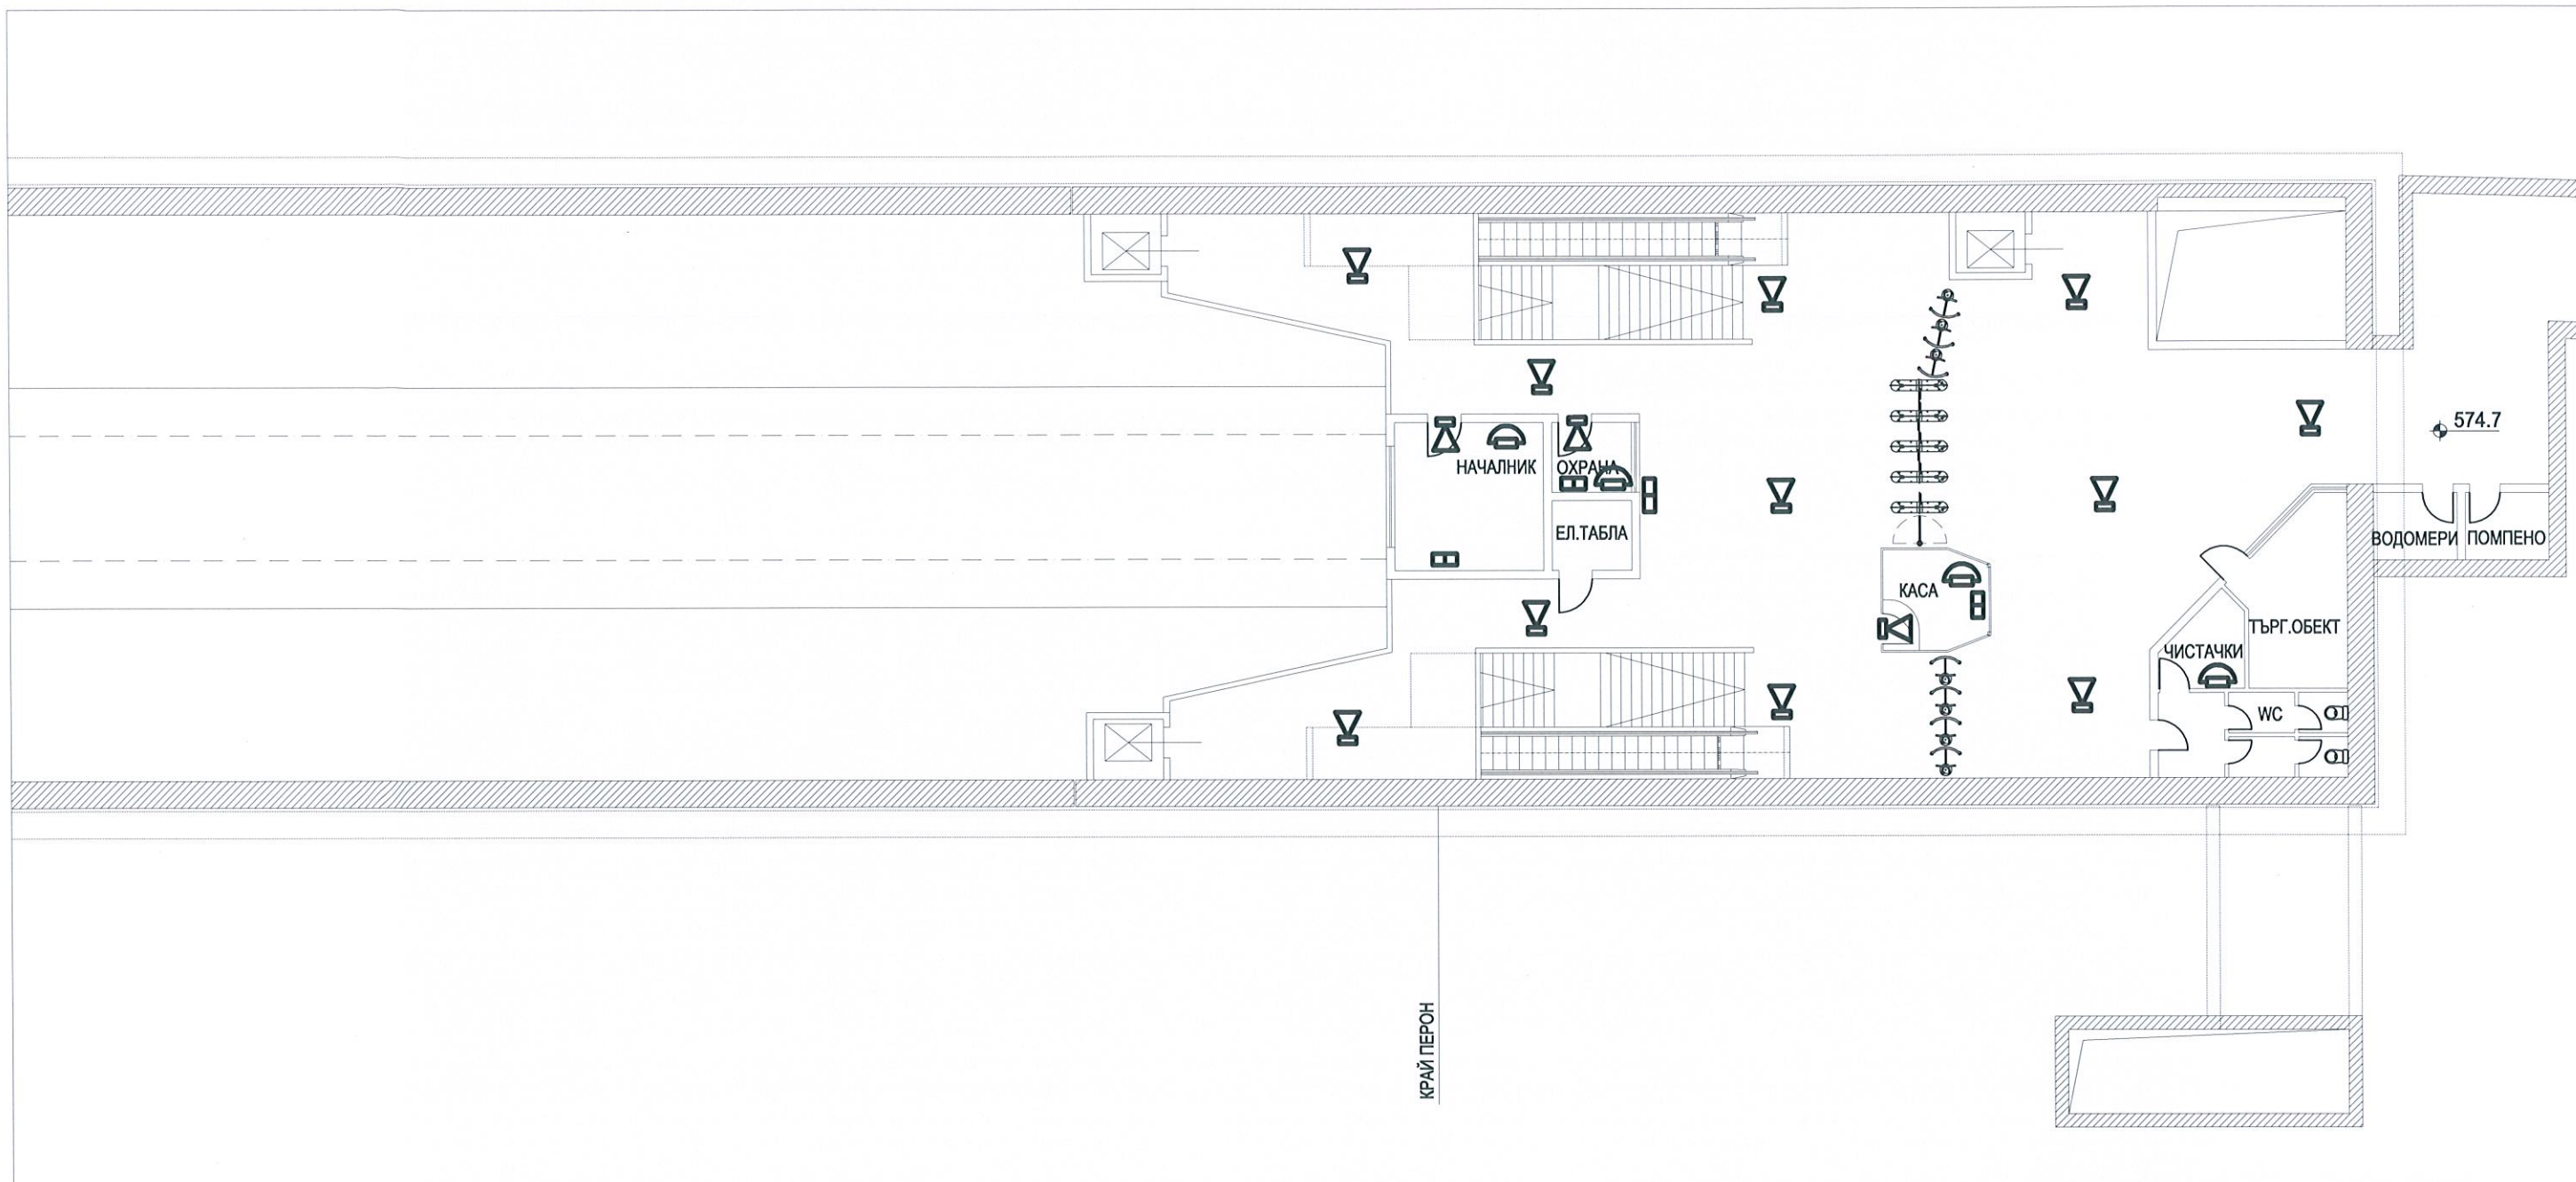 574.7
НАЧАЛНИК
ОХРАНА
ЕЛ.ТАБЛА
ВОДОМЕРИ
ПОМПЕНО
КАСА
ТЪРГ.ОБЕКТ
ЧИСТАЧКИ
WC
КРАЙ ПЕРОН